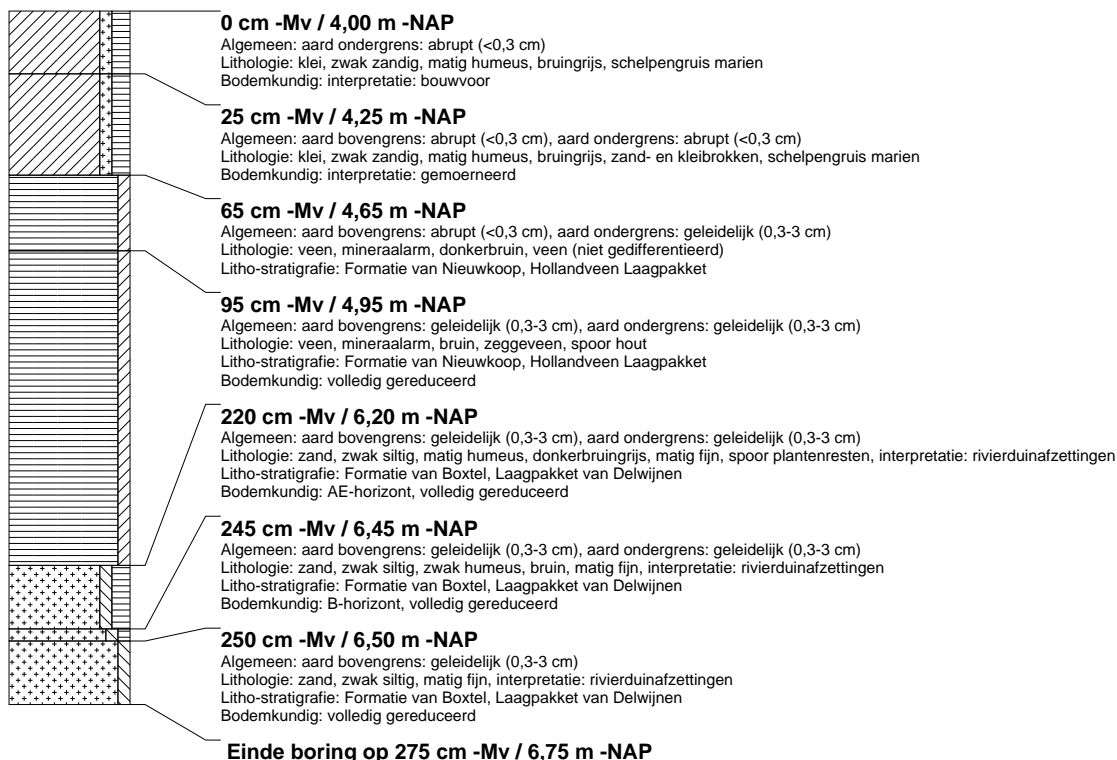 0 cm -Mv / 4,00 m -NAP
Algemeen: aard ondergrens: abrupt (<0,3 cm)
Lithologie: klei, zwak zandig, matig humeus, bruingrijs, schelpengruis marien
Bodemkundig: interpretatie: bouwvoor
25 cm -Mv / 4,25 m -NAP
Algemeen: aard bovengrens: abrupt (<0,3 cm), aard ondergrens: abrupt (<0,3 cm)
Lithologie: klei, zwak zandig, matig humeus, bruingrijs, zand- en kleibrokken, schelpengruis marien
Bodemkundig: interpretatie: gemoerneerd
65 cm -Mv / 4,65 m -NAP
Algemeen: aard bovengrens: abrupt (<0,3 cm), aard ondergrens: geleidelijk (0,3-3 cm)
Lithologie: veen, mineraalarm, donkerbruin, veen (niet gedifferentieerd)
Litho-stratigrafie: Formatie van Nieuwkoop, Hollandveen Laagpakket
95 cm -Mv / 4,95 m -NAP
Algemeen: aard bovengrens: geleidelijk (0,3-3 cm), aard ondergrens: geleidelijk (0,3-3 cm)
Lithologie: veen, mineraalarm, bruin, zeggeveen, spoor hout
Litho-stratigrafie: Formatie van Nieuwkoop, Hollandveen Laagpakket
Bodemkundig: volledig gereduceerd
220 cm -Mv / 6,20 m -NAP
Algemeen: aard bovengrens: geleidelijk (0,3-3 cm), aard ondergrens: geleidelijk (0,3-3 cm)
Lithologie: zand, zwak siltig, matig humeus, donkerbruingrijs, matig fijn, spoor plantenresten, interpretatie: rivierduinafzettingen
Litho-stratigrafie: Formatie van Boxtel, Laagpakket van Delwijnen
Bodemkundig: AE-horizont, volledig gereduceerd
245 cm -Mv / 6,45 m -NAP
Algemeen: aard bovengrens: geleidelijk (0,3-3 cm), aard ondergrens: geleidelijk (0,3-3 cm)
Lithologie: zand, zwak siltig, zwak humeus, bruin, matig fijn, interpretatie: rivierduinafzettingen
Litho-stratigrafie: Formatie van Boxtel, Laagpakket van Delwijnen
Bodemkundig: B-horizont, volledig gereduceerd
250 cm -Mv / 6,50 m -NAP
Algemeen: aard bovengrens: geleidelijk (0,3-3 cm)
Lithologie: zand, zwak siltig, matig fijn, interpretatie: rivierduinafzettingen
Litho-stratigrafie: Formatie van Boxtel, Laagpakket van Delwijnen
Bodemkundig: volledig gereduceerd
Einde boring op 275 cm -Mv / 6,75 m -NAP